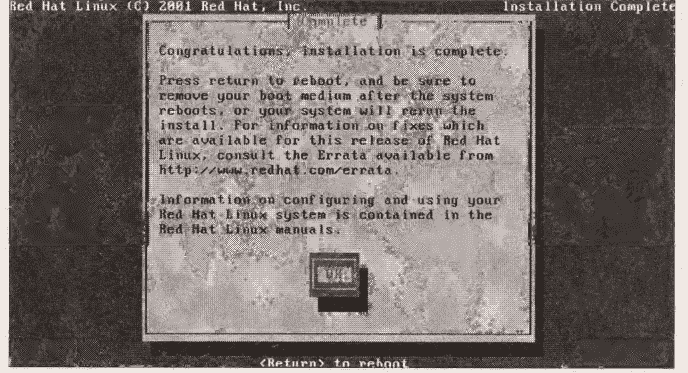 Red Hat Linux (C) 2001 Red Hat, Inc. Installation Complete
Complete
Congratulations, installation is complete.
Press return to reboot, and be sure to
remove your boot medium after the system
reboots, or your system will rerun the
install. For information on fixes which
are available for this release of Red Hat
Linux, consult the Errata available from
http://www.redhat.com/errata.
Information on configuring and using your
Red Hat Linux system is contained in the
Red Hat Linux manuals.
OK
<Return> to reboot